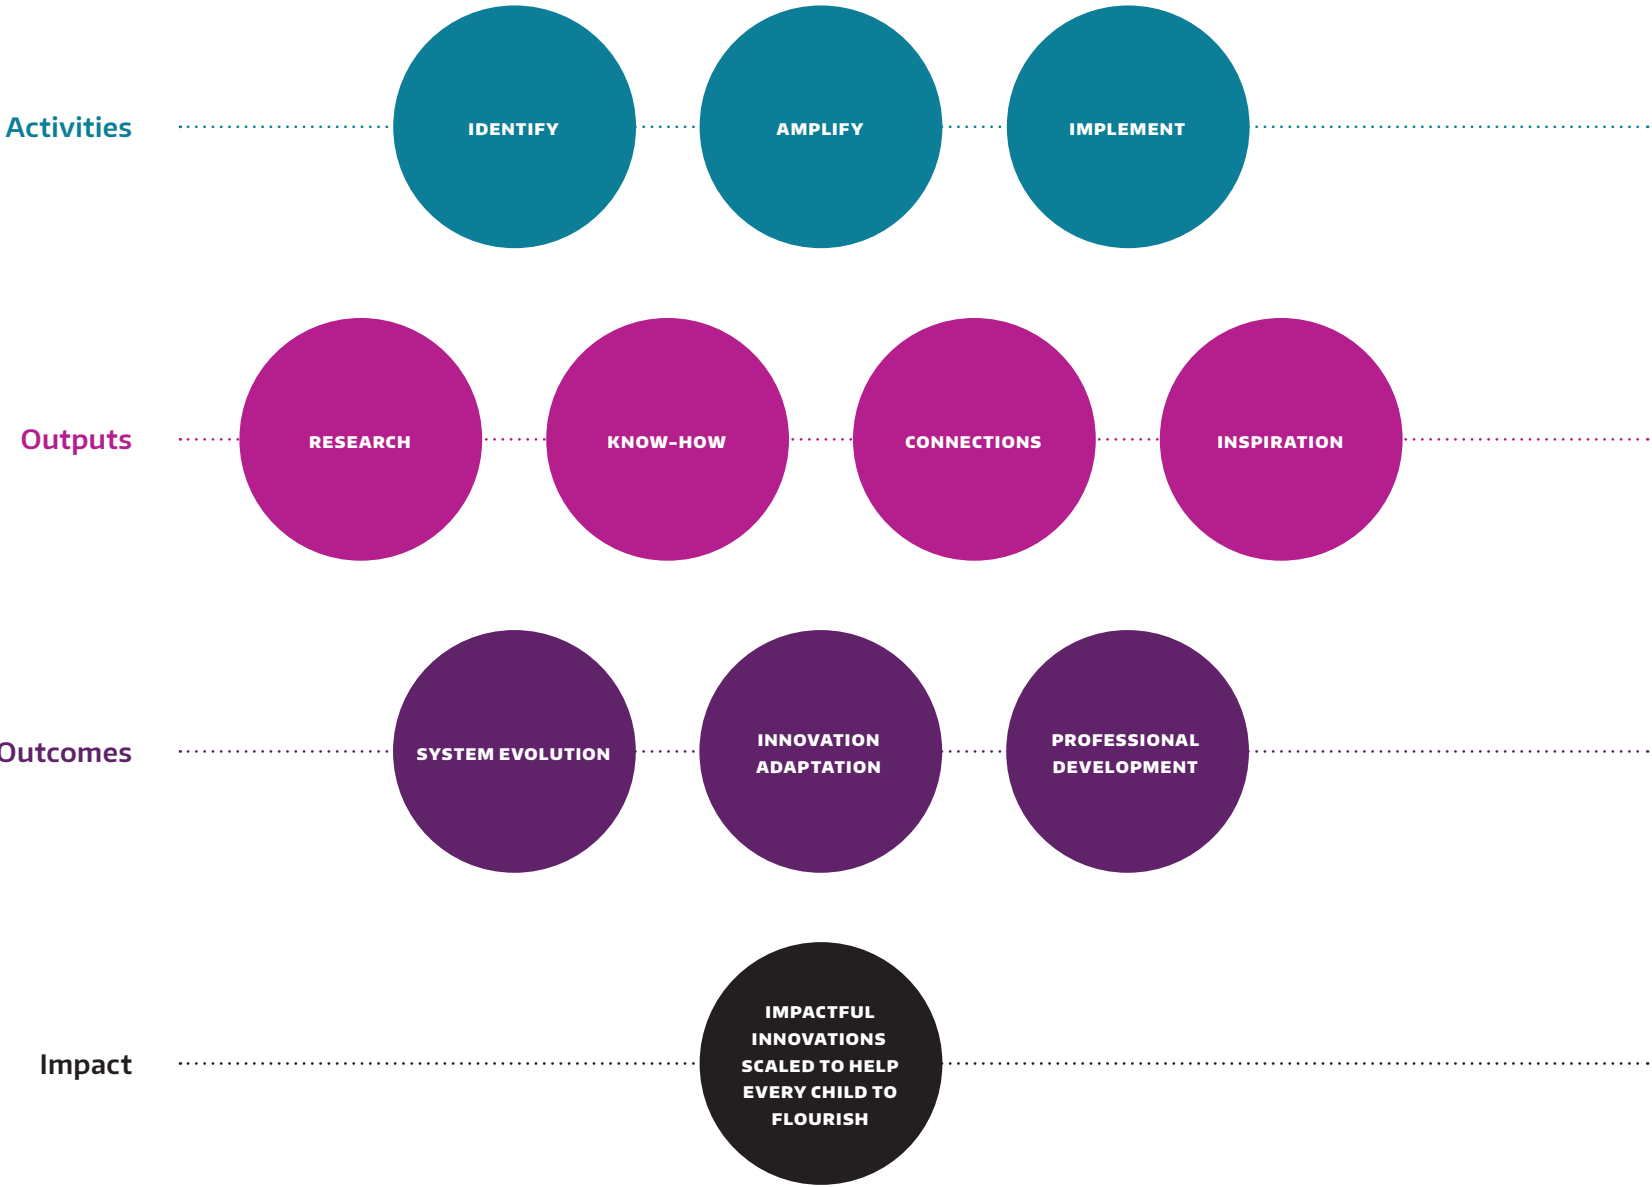 Activities
IDENTIFY
AMPLIFY
IMPLEMENT
Outputs
RESEARCH
KNOW-HOW
CONNECTIONS
INSPIRATION
Outcomes
SYSTEM EVOLUTION
INNOVATION
ADAPTATION
PROFESSIONAL
DEVELOPMENT
Impact
IMPACTFUL
INNOVATIONS
SCALED TO HELP
EVERY CHILD TO
FLOURISH